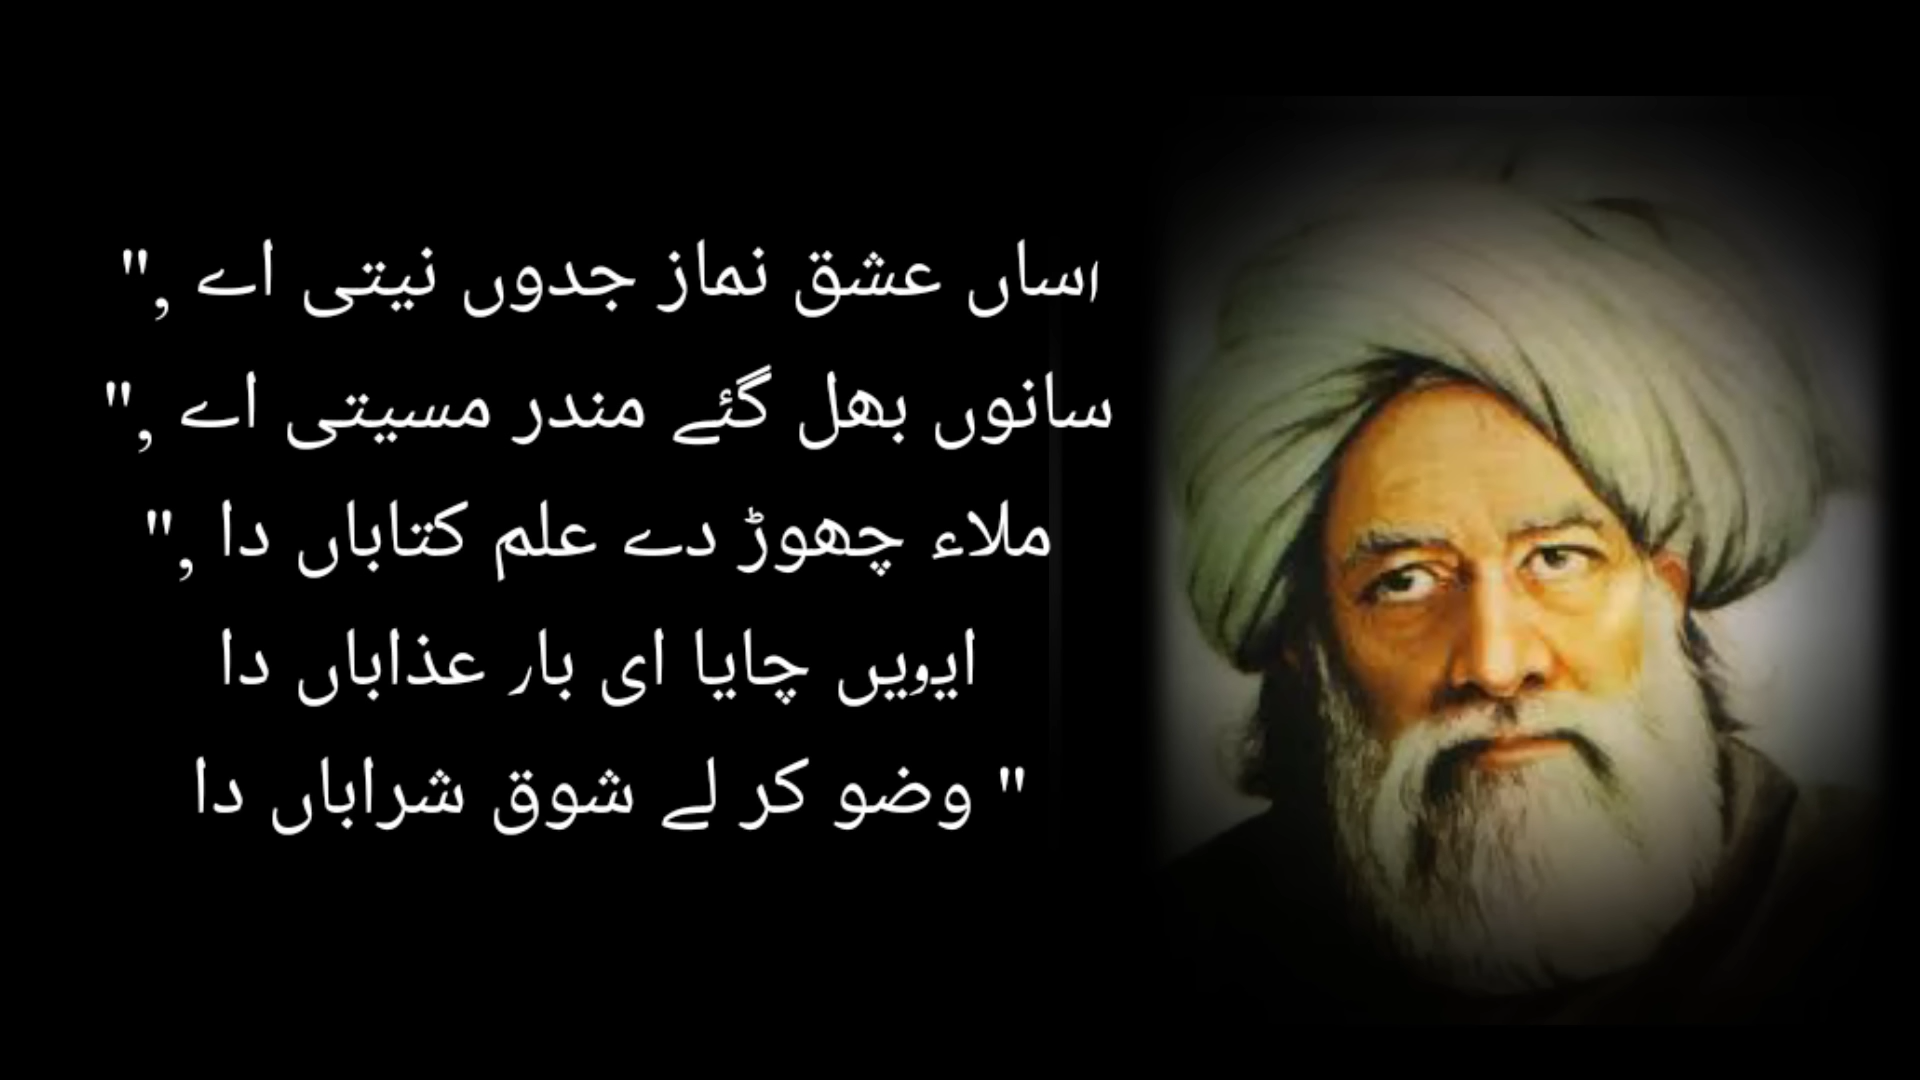 اساں عشق نماز جدوں نیتی اے ,"
سانوں بھل گئے مندر مسیتی اے ,"
ملاء چھوڑ دے علم کتاباں دا ,"
ایویں چایا ای بار عذاباں دا
" وضو کر لے شوق شراباں دا